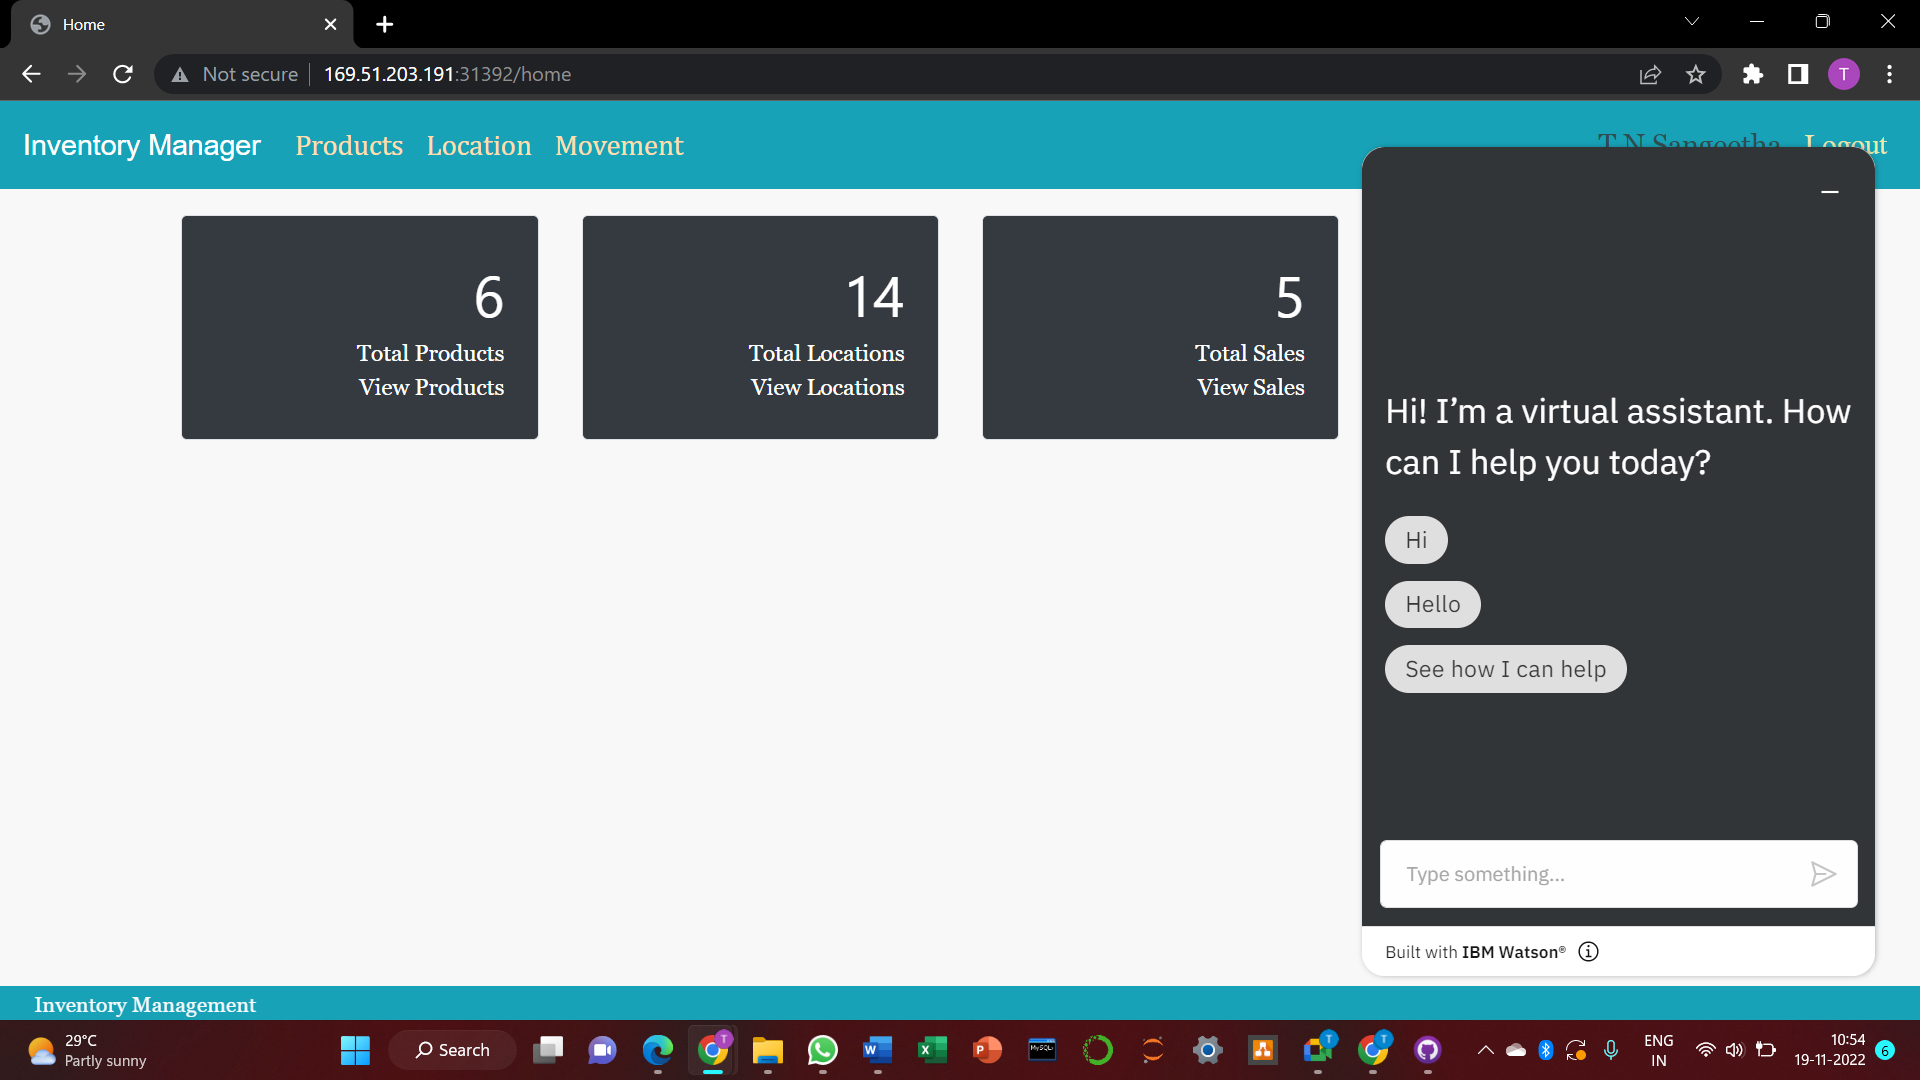 Home
Not secure
169.51.203.191:31392/home
T
Inventory Manager
Products
Location
Movement
T N Sangeetha
Logout
6
Total Products
View Products
14
Total Locations
View Locations
5
Total Sales
View Sales
Hi! I’m a virtual assistant. How
can I help you today?
Hi
Hello
See how I can help
Type something...
Built with IBM Watson®
Inventory Management
29°C
Partly sunny
Search
T
W
X
P
MySQL
T
T
ENG
IN
10:54
19-11-2022
6